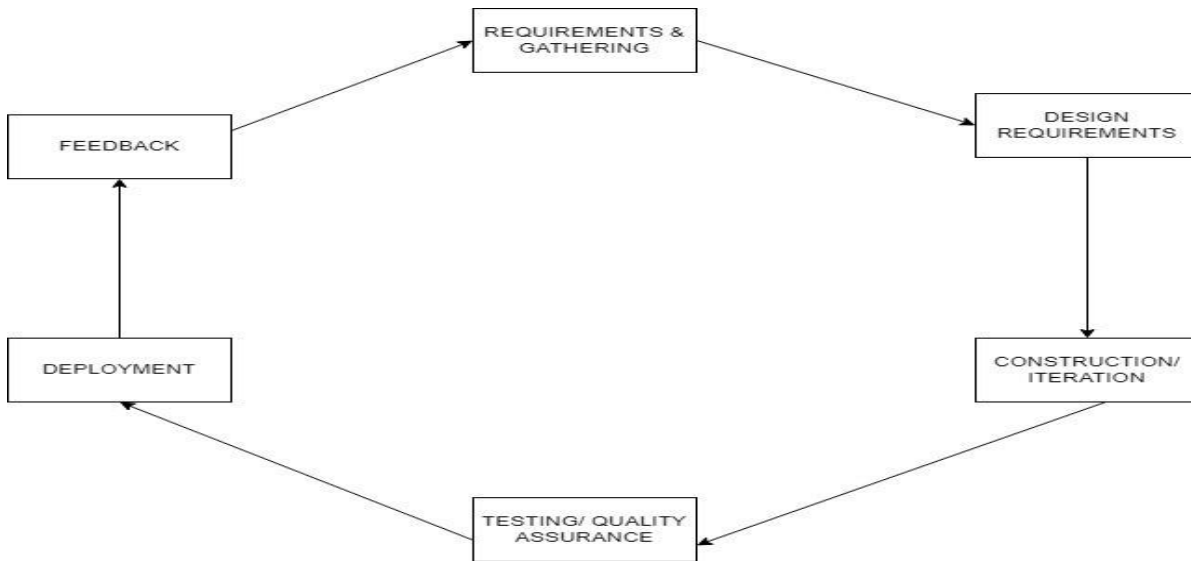 REQUIREMENTS &
GATHERING
DESIGN
REQUIREMENTS
CONSTRUCTION/
ITERATION
TESTING/ QUALITY
ASSURANCE
DEPLOYMENT
FEEDBACK